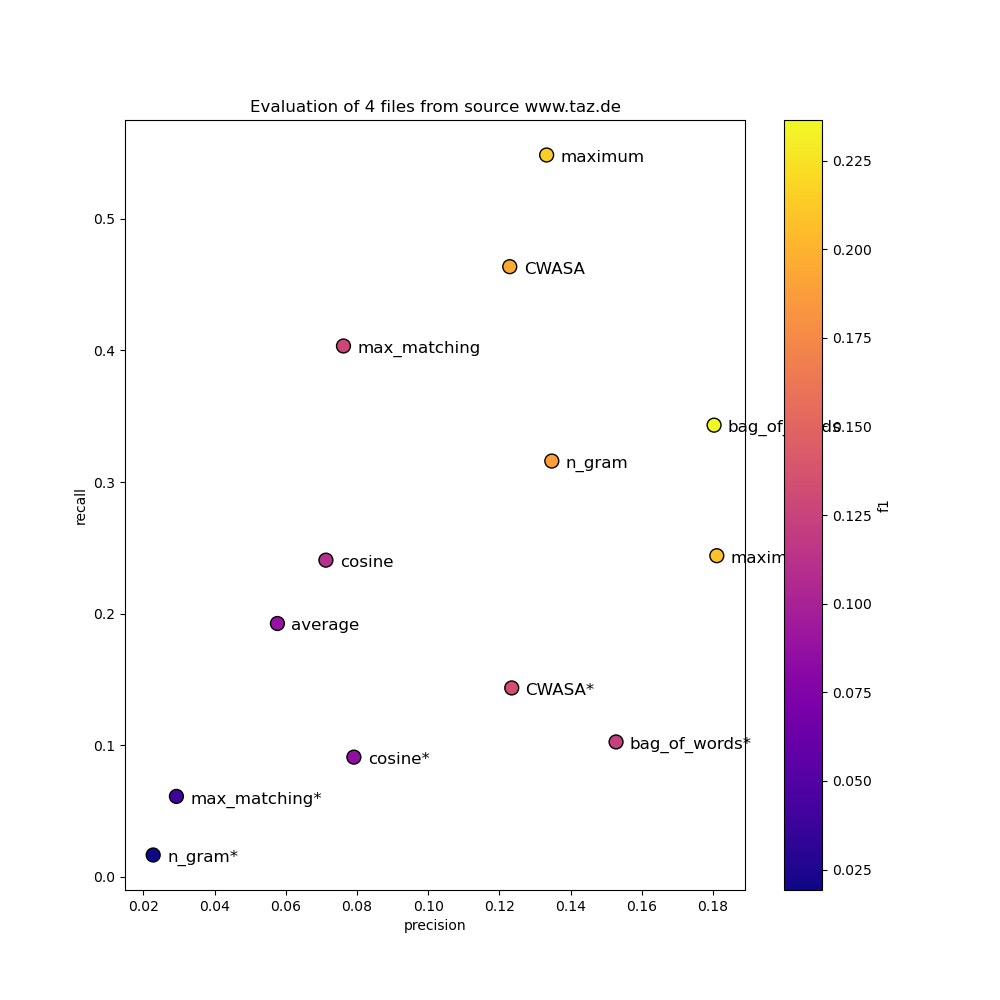 Evaluation of 4 files from source www.taz.de
maximum
CWASA
max_matching
bag_of_
ds
n_gram
cosine
maxim
average
CWASA*
bag_of_words*
cosine*
max_matching*
n_gram*
recall
0.5
0.4
0.3
0.2
0.1
0.0
0.02 0.04 0.06 0.08 0.10 0.12 0.14 0.16 0.18
precision
0.225
0.200
0.175
0.150
0.125
0.100
0.075
0.050
0.025
f1